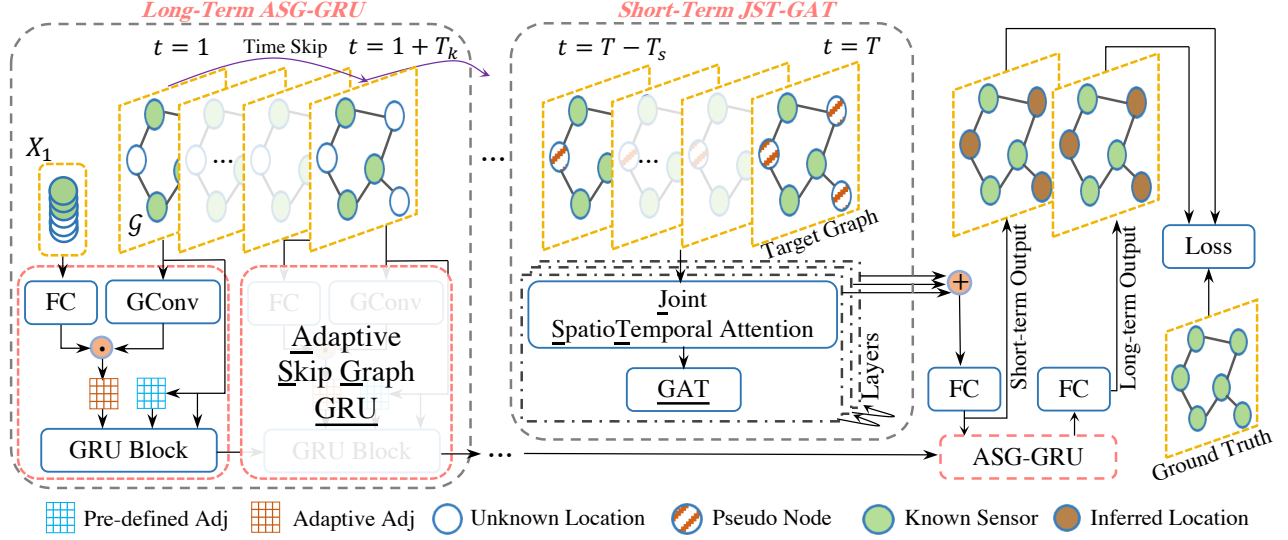 Long-Term ASG-GRU
Short-Term JST-GAT
t = 1
Time Skip
t = 1 + T_k
t = T − T_s
t = T
X_1
...
...
...
𝒢
Target Graph
FC
GConv
FC
GConv
Adaptive
Skip Graph
GRU
GRU Block
GRU Block
Joint
SpatioTemporal Attention
GAT
Layers
+
FC
Short-term Output
FC
Long-term Output
Loss
Ground Truth
...
ASG-GRU
Pre-defined Adj
Adaptive Adj
Unknown Location
Pseudo Node
Known Sensor
Inferred Location